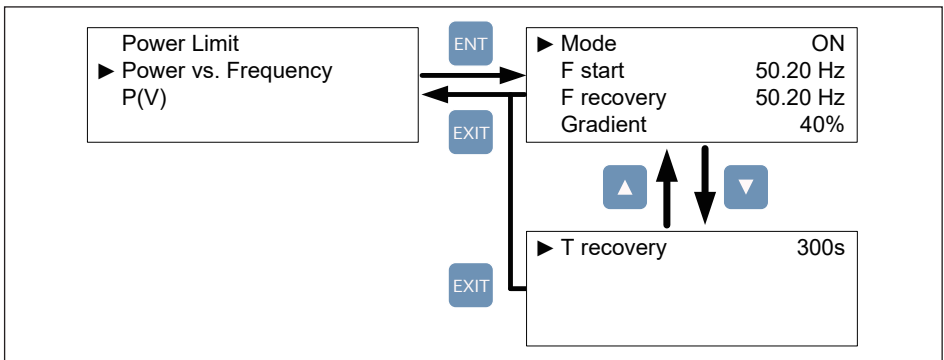 Power Limit
► Power vs. Frequency
P(V)
ENT
EXIT
► Mode ON
F start 50.20 Hz
F recovery 50.20 Hz
Gradient 40%
▲
▼
EXIT
► T recovery 300s